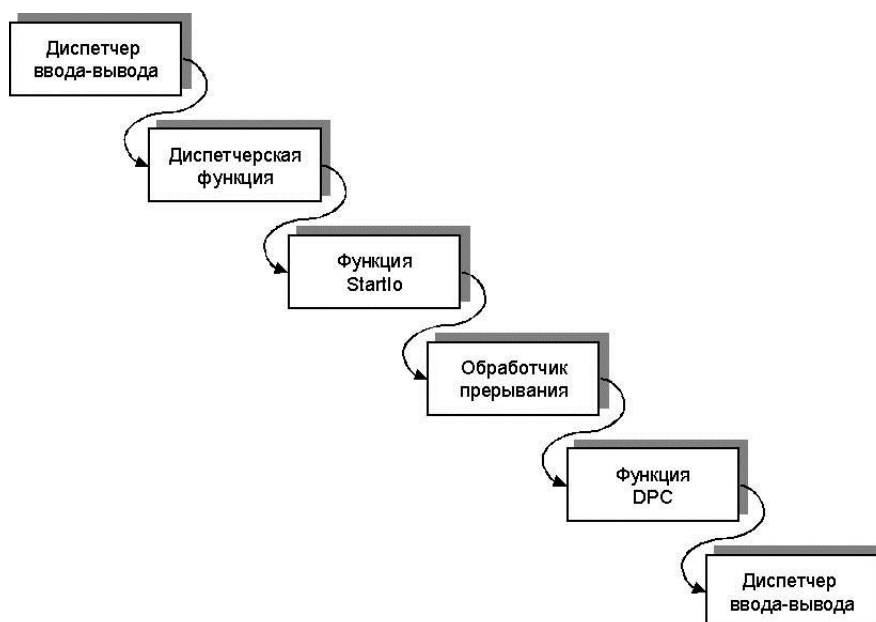 Диспетчер
ввода-вывода
Диспетчерская
функция
Функция
StartIo
Обработчик
прерывания
Функция
DPC
Диспетчер
ввода-вывода